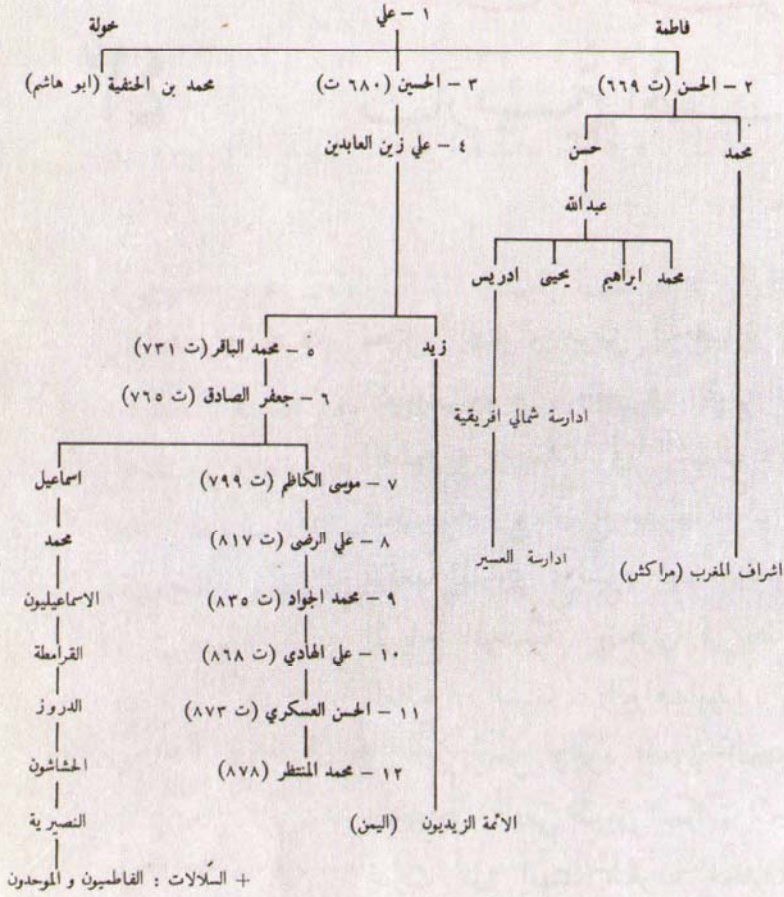 ١ - علي
فاطمة
خولة
٢ - الحسن (ت ٦٦٩)
٣ - الحسين (٦٨٠ ت)
محمد بن الحنفية (ابو هاشم)
محمد
حسن
٤ - علي زين العابدين
عبدالله
محمد ابراهيم يحيى ادريس
زيد
٥ - محمد الباقر (ت ٧٣١)
٦ - جعفر الصادق (ت ٧٦٥)
ادارسة شمالي افريقية
٧ - موسى الكاظم (ت ٧٩٩)
اسماعيل
٨ - علي الرضى (ت ٨١٧)
محمد
ادارسة العسير
اشراف المغرب (مراكش)
٩ - محمد الجواد (ت ٨٣٥)
الاسماعيليون
١٠ - علي الهادي (ت ٨٦٨)
القرامطة
١١ - الحسن العسكري (ت ٨٧٣)
الدروز
١٢ - محمد المنتظر (٨٧٨)
الحشاشون
الائمة الزيديون (اليمن)
النصيرية
+ السلالات : الفاطميون و الموحدون